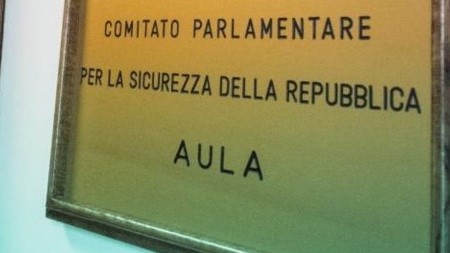 COMITATO PARLAMENTARE
PER LA SICUREZZA DELLA REPUBBLICA
AULA